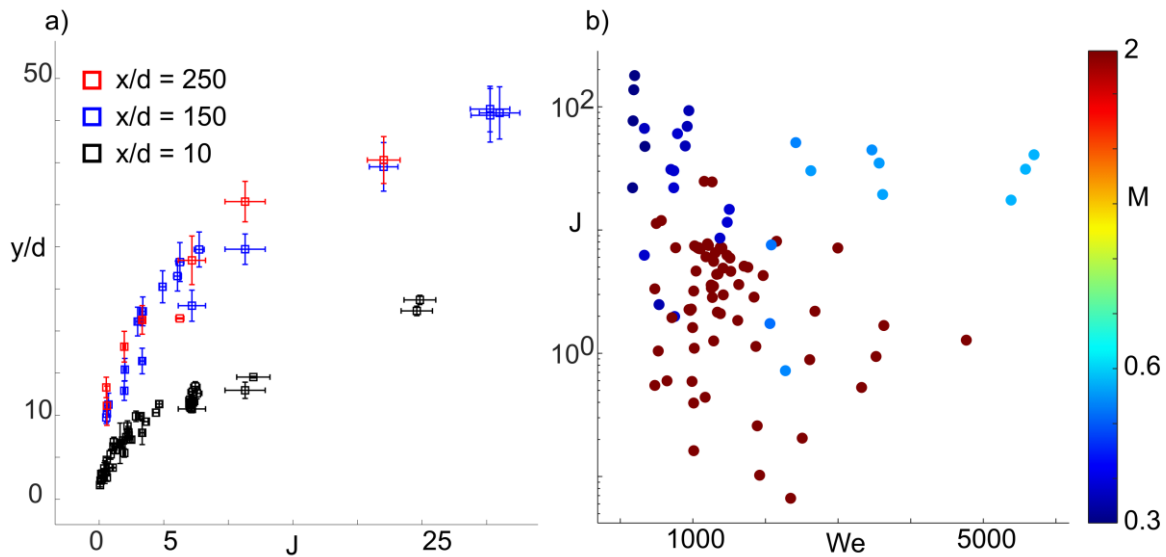 a)
50
x/d = 250
x/d = 150
x/d = 10
y/d
10
0
0 5 J 25
b)
10²
J
10⁰
1000 We 5000
2
M
0.6
0.3